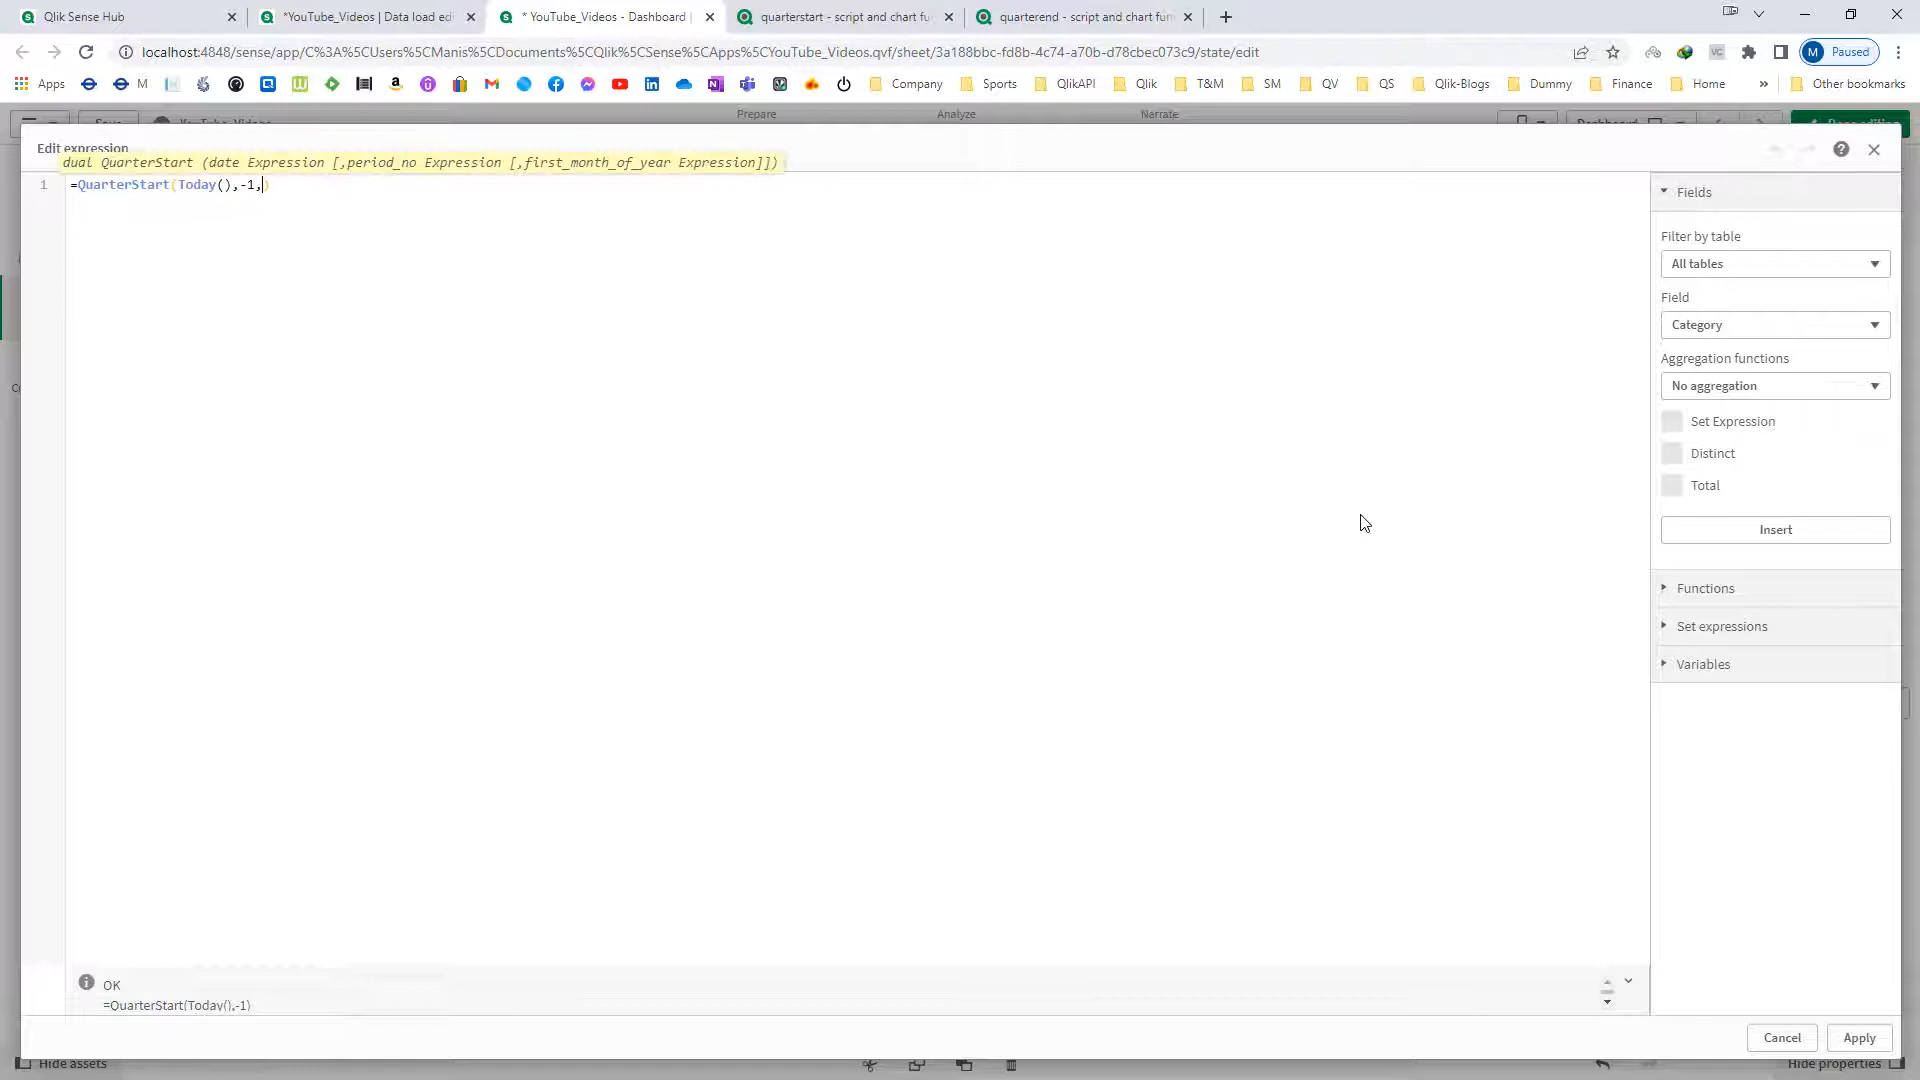 Qlik Sense Hub
*YouTube_Videos | Data load edi
* YouTube_Videos - Dashboard |
quarterstart - script and chart fu
quarterend - script and chart fun
localhost:4848/sense/app/C%3A%5CUsers%5CManis%5CDocuments%5CQlik%5CSense%5CApps%5CYouTube_Videos.qvf/sheet/3a188bbc-fd8b-4c74-a70b-d78cbec073c9/state/edit
M Paused
Apps
M
Company
Sports
QlikAPI
Qlik
T&M
SM
QV
QS
Qlik-Blogs
Dummy
Finance
Home
»
Other bookmarks
Prepare
Analyze
Narrate
Edit expression
dual QuarterStart (date Expression [,period_no Expression [,first_month_of_year Expression]])
1 =QuarterStart(Today(),-1,)
Fields
Filter by table
All tables
Field
Category
Aggregation functions
No aggregation
Set Expression
Distinct
Total
Insert
Functions
Set expressions
Variables
OK
=QuarterStart(Today(),-1)
Cancel
Apply
Hide assets
Hide properties